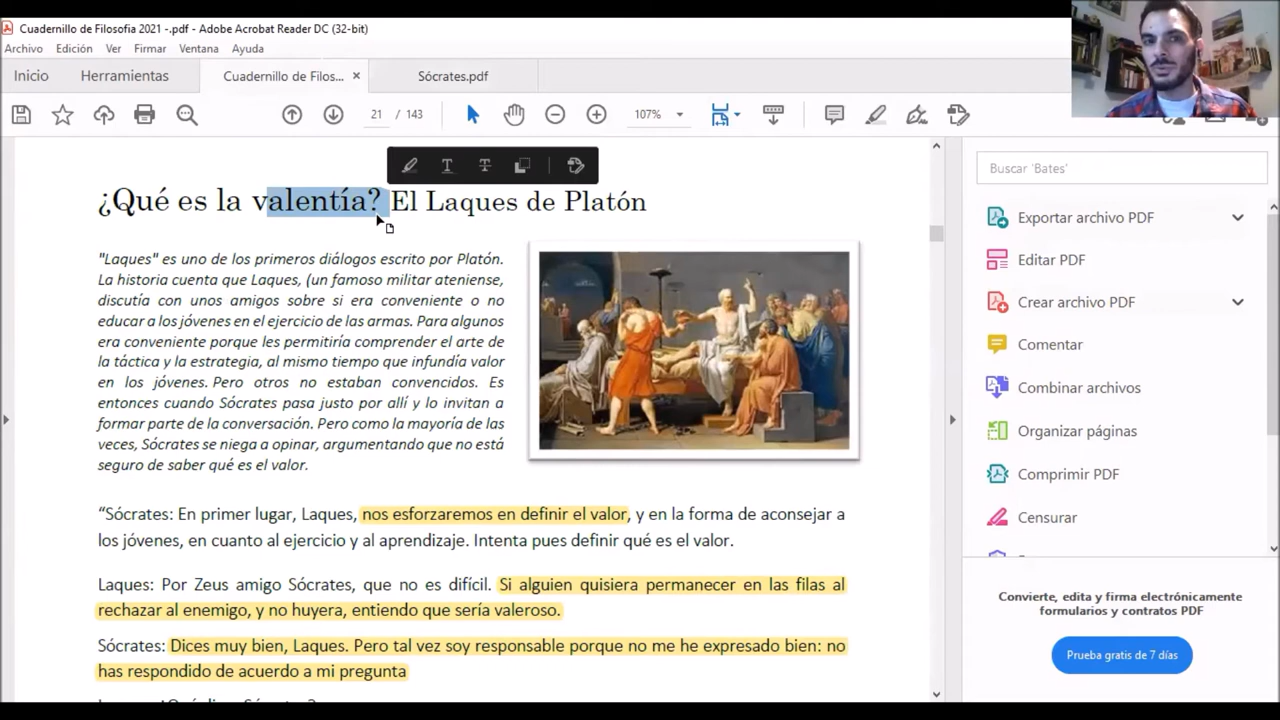 Cuadernillo de Filosofia 2021 -.pdf - Adobe Acrobat Reader DC (32-bit)
Archivo Edición Ver Firmar Ventana Ayuda
Inicio Herramientas Cuadernillo de Filos... × Sócrates.pdf
21 / 143 107%
¿Qué es la valentía? El Laques de Platón
"Laques" es uno de los primeros diálogos escrito por Platón.
La historia cuenta que Laques, (un famoso militar ateniense,
discutía con unos amigos sobre si era conveniente o no
educar a los jóvenes en el ejercicio de las armas. Para algunos
era conveniente porque les permitiría comprender el arte de
la táctica y la estrategia, al mismo tiempo que infundía valor
en los jóvenes. Pero otros no estaban convencidos. Es
entonces cuando Sócrates pasa justo por allí y lo invitan a
formar parte de la conversación. Pero como la mayoría de las
veces, Sócrates se niega a opinar, argumentando que no está
seguro de saber qué es el valor.
“Sócrates: En primer lugar, Laques, nos esforzaremos en definir el valor, y en la forma de aconsejar a
los jóvenes, en cuanto al ejercicio y al aprendizaje. Intenta pues definir qué es el valor.
Laques: Por Zeus amigo Sócrates, que no es difícil. Si alguien quisiera permanecer en las filas al
rechazar al enemigo, y no huyera, entiendo que sería valeroso.
Sócrates: Dices muy bien, Laques. Pero tal vez soy responsable porque no me he expresado bien: no
has respondido de acuerdo a mi pregunta
Buscar 'Bates'
Exportar archivo PDF
Editar PDF
Crear archivo PDF
Comentar
Combinar archivos
Organizar páginas
Comprimir PDF
Censurar
Convierte, edita y firma electrónicamente
formularios y contratos PDF
Prueba gratis de 7 días